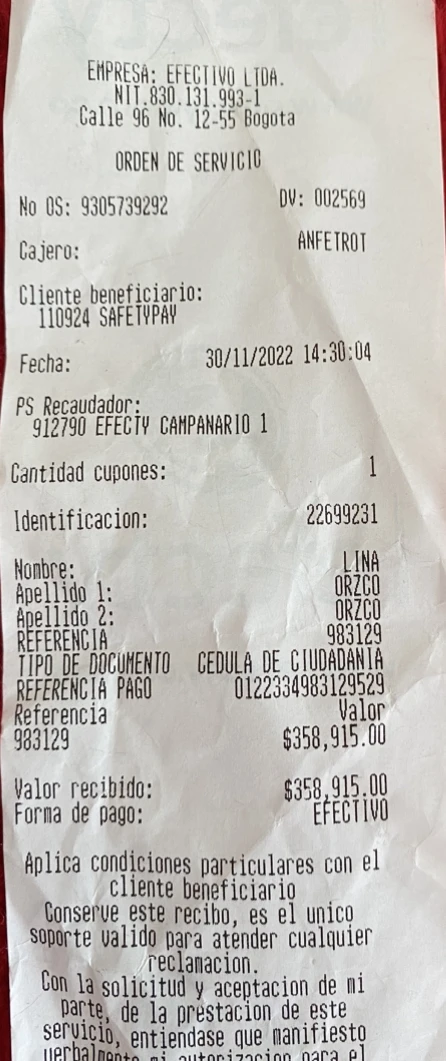 EMPRESA: EFECTIVO LTDA.
NIT.830.131.993-1
Calle 96 No. 12-55 Bogota
ORDEN DE SERVICIO
No OS: 9305739292 DV: 002569
Cajero: ANFETROT
Cliente beneficiario:
110924 SAFETYPAY
Fecha: 30/11/2022 14:30:04
PS Recaudador:
912790 EFECTY CAMPANARIO 1
Cantidad cupones: 1
Identificacion: 22699231
Nombre: LINA
Apellido 1: ORZCO
Apellido 2: ORZCO
REFERENCIA 983129
TIPO DE DOCUMENTO CEDULA DE CIUDADANIA
REFERENCIA PAGO 0122334983129529
Referencia Valor
983129 $358,915.00
Valor recibido: $358,915.00
Forma de pago: EFECTIVO
Aplica condiciones particulares con el
cliente beneficiario
Conserve este recibo, es el unico
soporte valido para atender cualquier
reclamacion.
Con la solicitud y aceptacion de mi
parte, de la prestacion de este
servicio, entiendase que manifiesto
verbalmente mi autorizacion para el